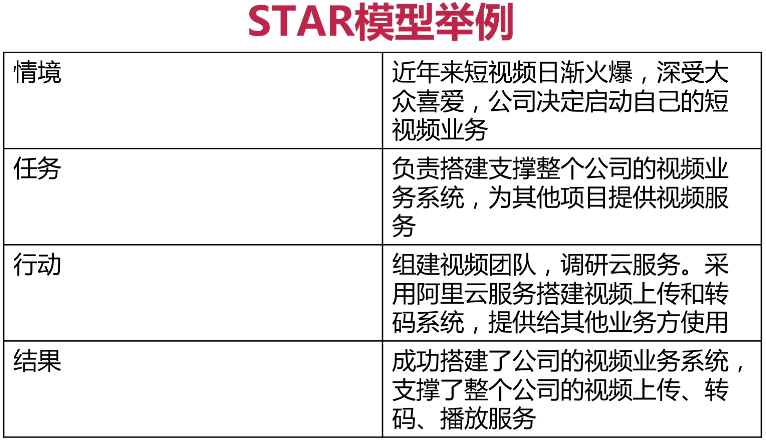 STAR模型举例
情境
近年来短视频日渐火爆，深受大
众喜爱，公司决定启动自己的短
视频业务
任务
负责搭建支撑整个公司的视频业
务系统，为其他项目提供视频服
务
行动
组建视频团队，调研云服务。采
用阿里云服务搭建视频上传和转
码系统，提供给其他业务方使用
结果
成功搭建了公司的视频业务系统，
支撑了整个公司的视频上传、转
码、播放服务